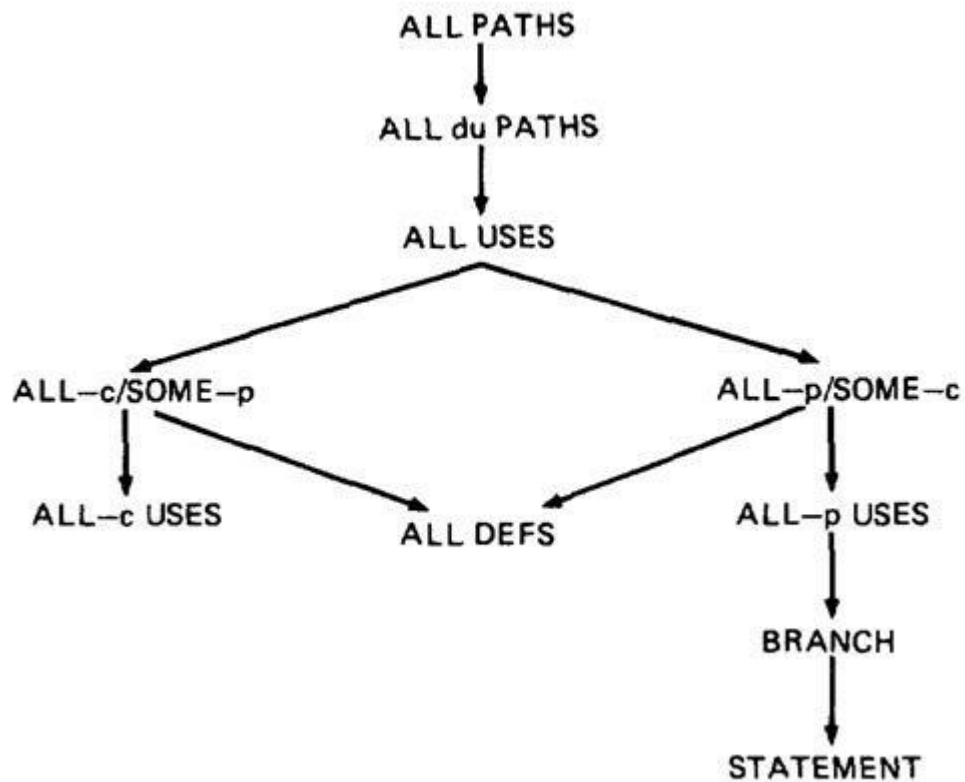 ALL PATHS
ALL du PATHS
ALL USES
ALL–c/SOME–p
ALL–p/SOME–c
ALL–c USES
ALL DEFS
ALL–p USES
BRANCH
STATEMENT